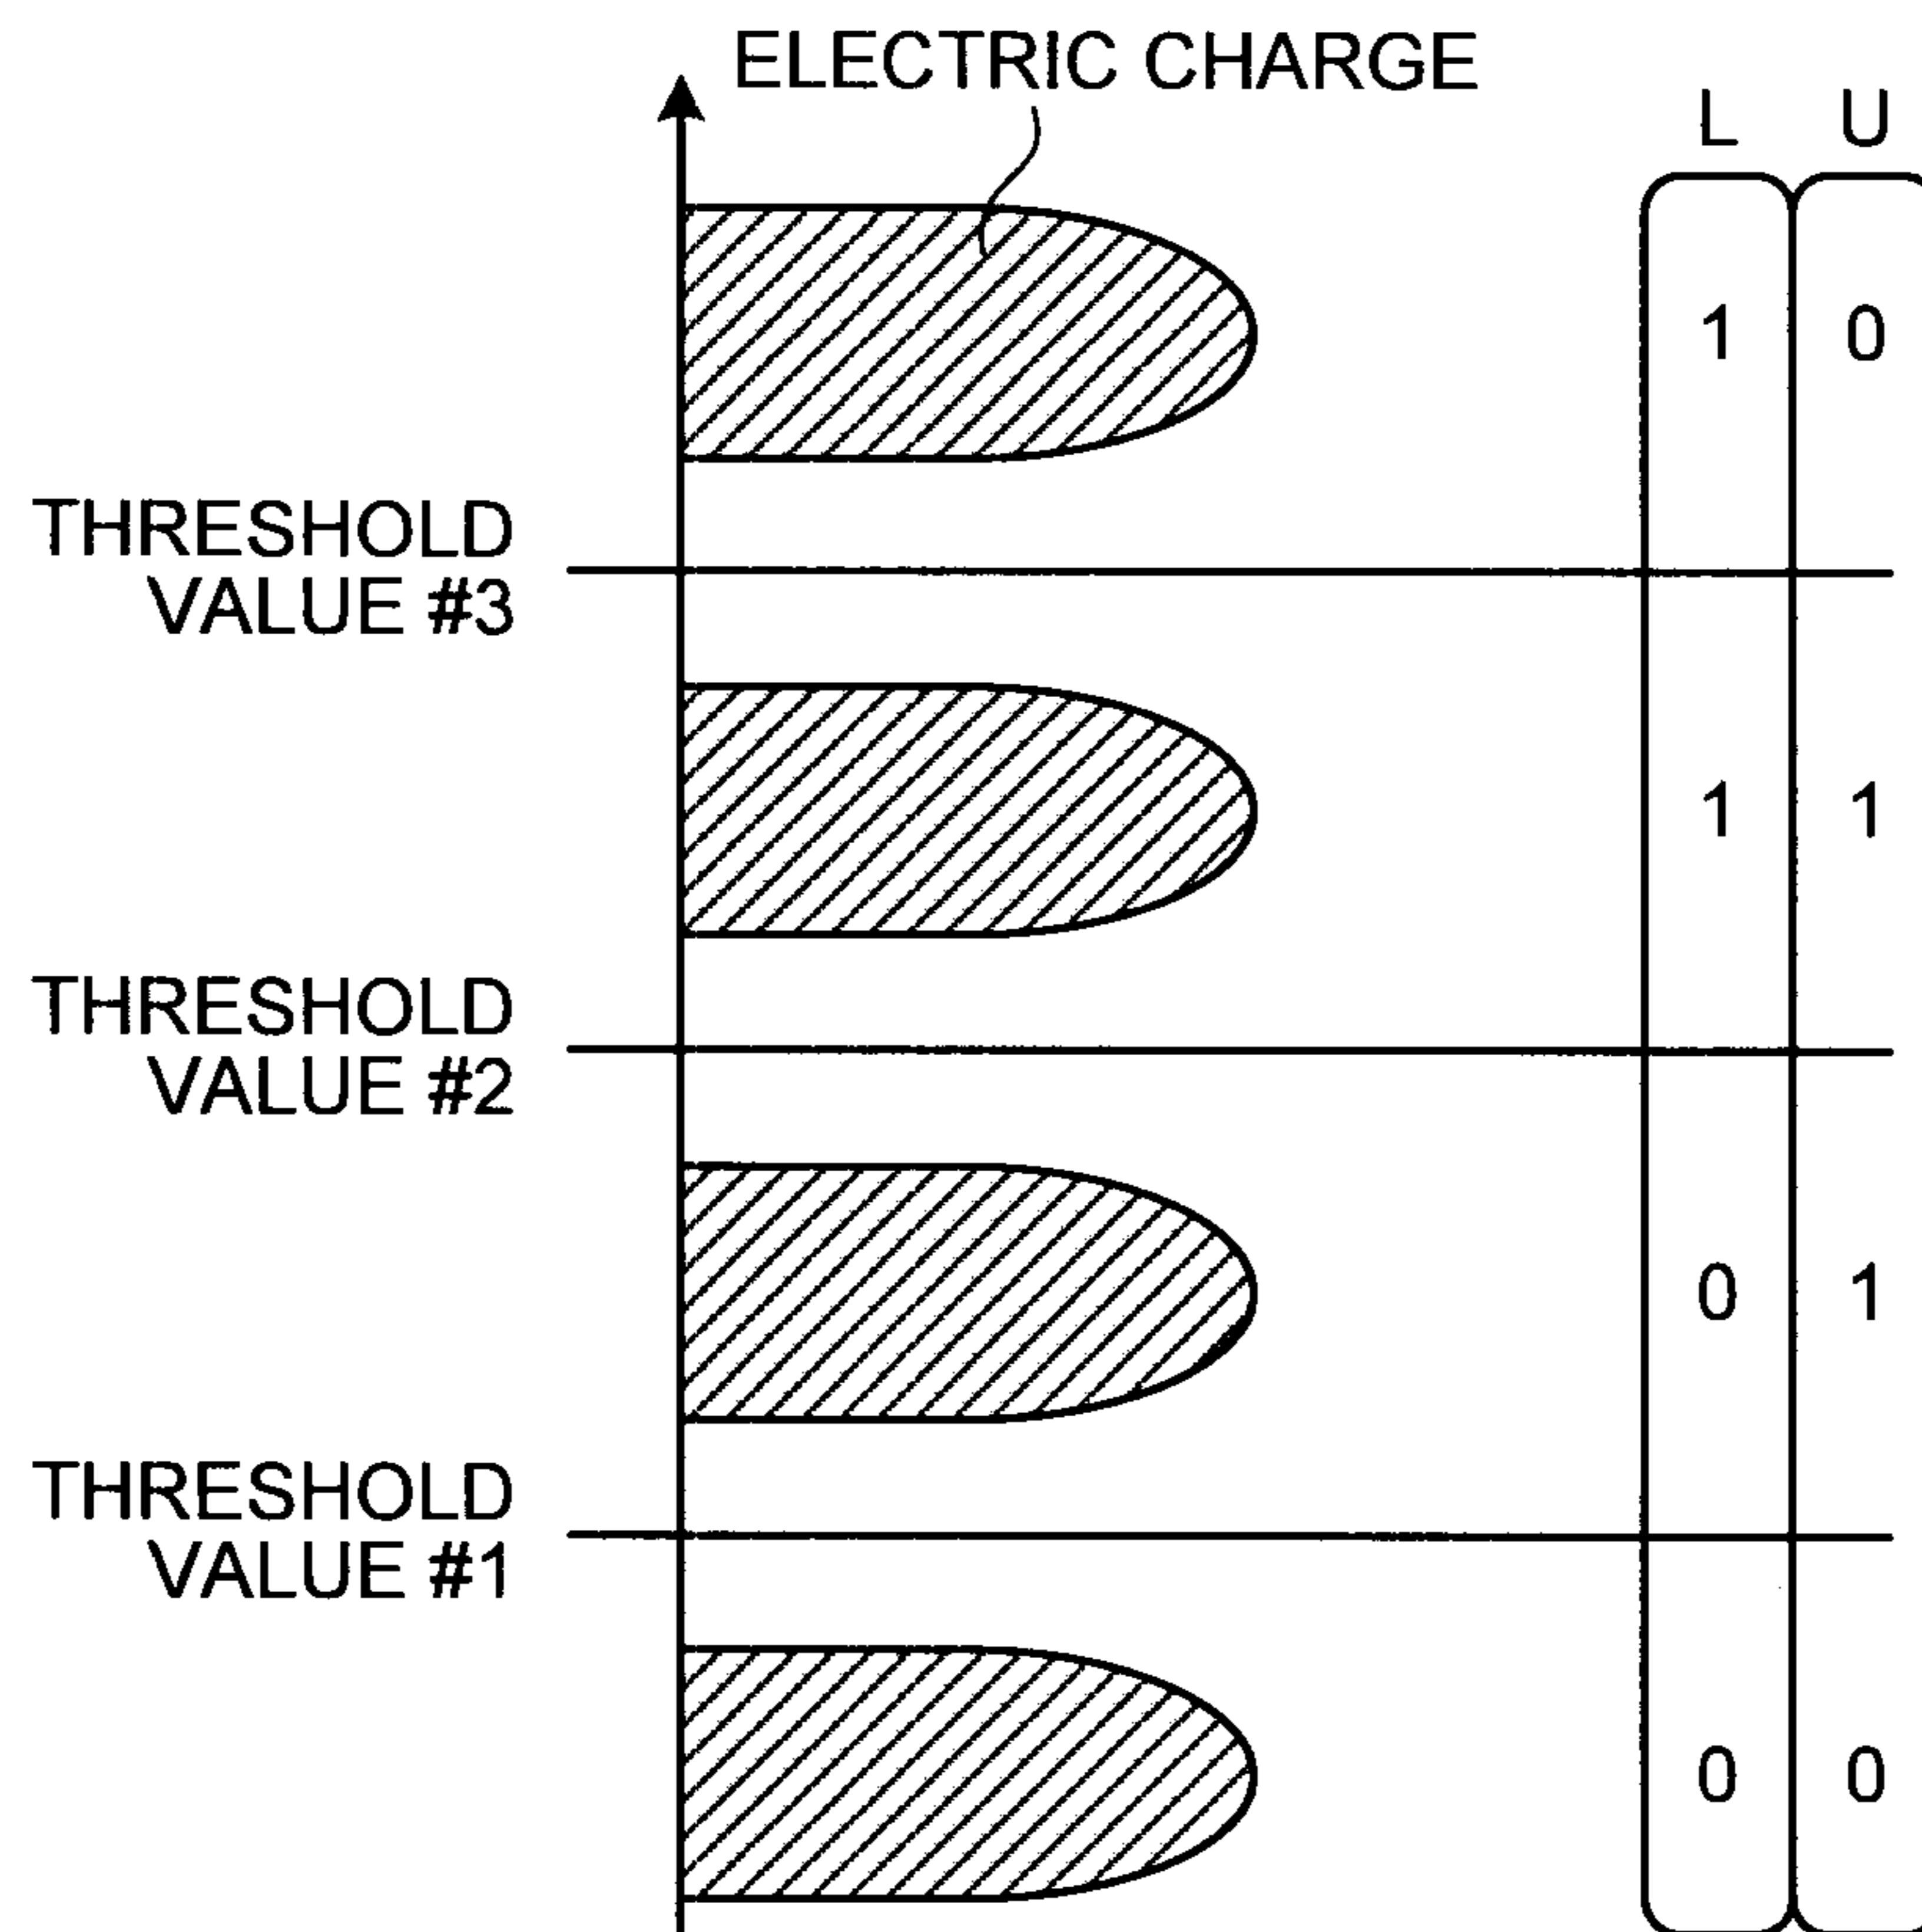 ELECTRIC CHARGE
L U
1 0
THRESHOLD
VALUE #3
1 1
THRESHOLD
VALUE #2
0 1
THRESHOLD
VALUE #1
0 0